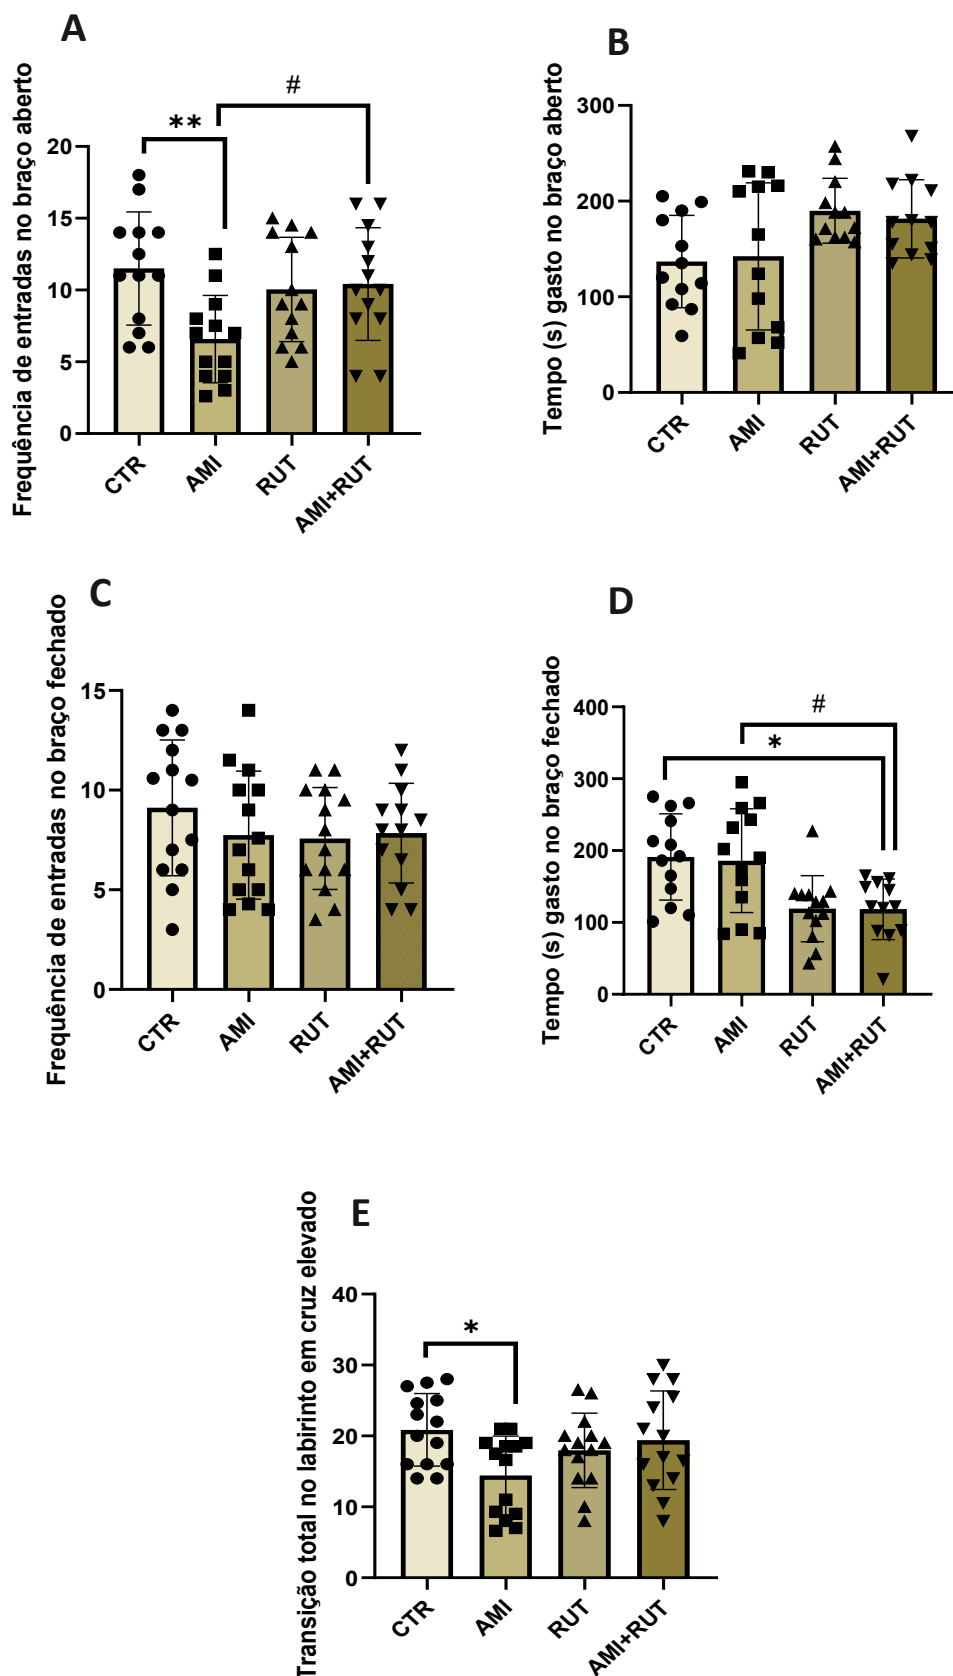 A
Frequência de entradas no braço aberto
20
15
10
5
0
**
#
CTR
AMI
RUT
AMI+RUT
B
Tempo (s) gasto no braço aberto
300
200
100
0
CTR
AMI
RUT
AMI+RUT
C
Frequência de entradas no braço fechado
15
10
5
0
CTR
AMI
RUT
AMI+RUT
D
Tempo (s) gasto no braço fechado
400
300
200
100
0
#
*
CTR
AMI
RUT
AMI+RUT
E
Transição total no labirinto em cruz elevado
40
30
20
10
0
*
CTR
AMI
RUT
AMI+RUT